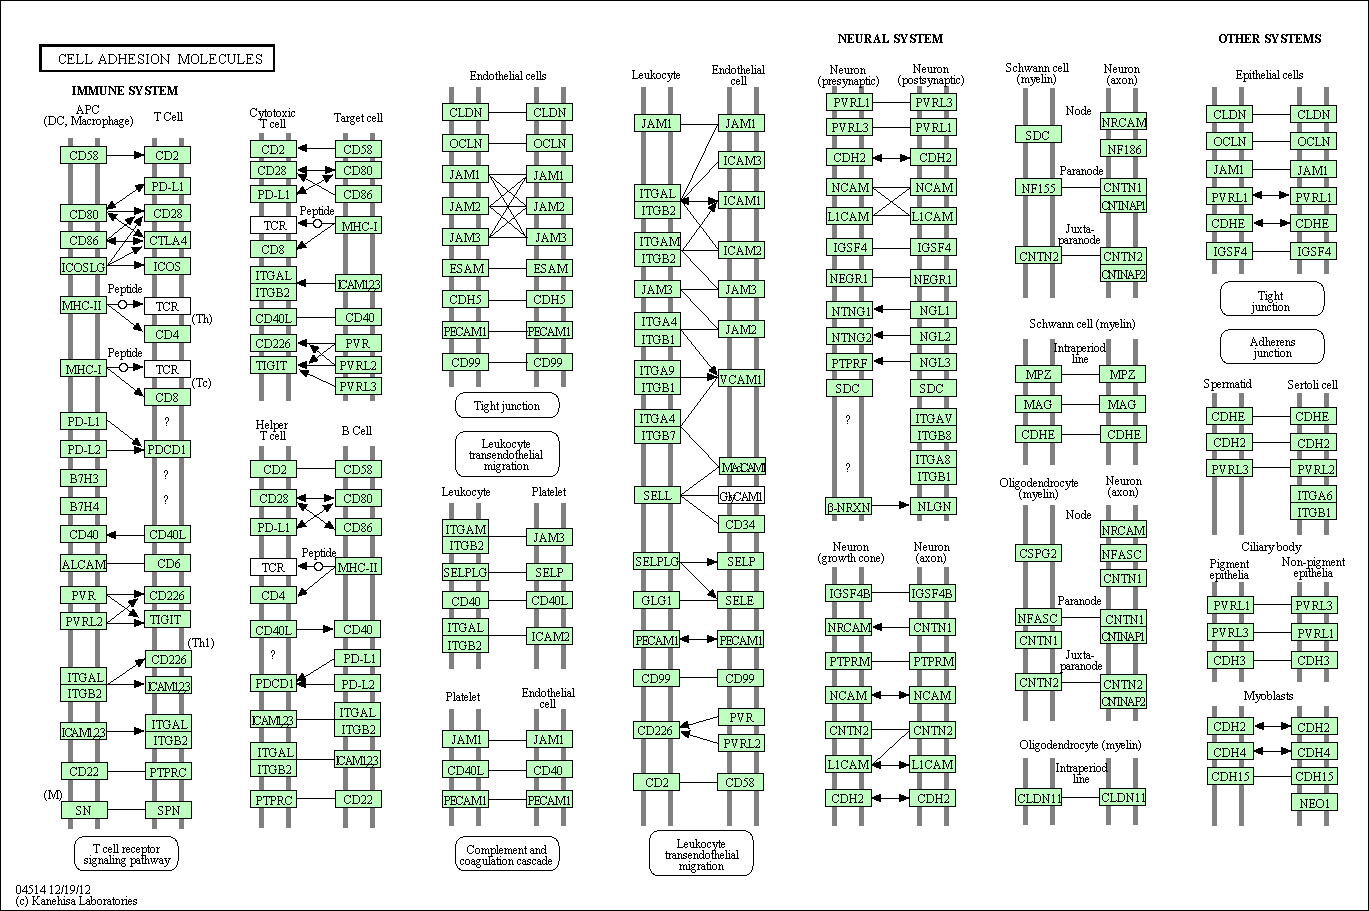 CELL ADHESION MOLECULES
IMMUNE SYSTEM
APC
(DC, Macrophage)
T Cell
CD58
CD2
PD-L1
CD80
CD28
CD86
CTLA4
ICOSLG
ICOS
Peptide
MHC-II
TCR
(Th)
CD4
Peptide
MHC-I
TCR
(Tc)
CD8
PD-L1
?
PD-L2
PDCD1
B7H3
?
B7H4
?
CD40
CD40L
ALCAM
CD6
PVR
CD226
PVRL2
TIGIT
(Th1)
CD226
ITGAL
ITGB2
ICAM123
ICAM123
ITGAL
ITGB2
CD22
PTPRC
(M)
SN
SPN
T cell receptor
signaling pathway
04514 12/19/12
(c) Kanehisa Laboratories
Cytotoxic
T cell
Target cell
CD2
CD58
CD28
CD80
PD-L1
CD86
Peptide
TCR
MHC-I
CD8
ITGAL
ITGB2
ICAM123
CD40L
CD40
CD226
PVR
TIGIT
PVRL2
PVRL3
Helper
T cell
B Cell
CD2
CD58
CD28
CD80
PD-L1
CD86
Peptide
TCR
MHC-II
CD4
CD40L
CD40
?
PD-L1
PDCD1
PD-L2
ICAM123
ITGAL
ITGB2
ITGAL
ITGB2
ICAM123
PTPRC
CD22
Endothelial cells
CLDN
CLDN
OCLN
OCLN
JAM1
JAM1
JAM2
JAM2
JAM3
JAM3
ESAM
ESAM
CDH5
CDH5
PECAM1
PECAM1
CD99
CD99
Tight junction
Leukocyte
transendothelial
migration
Leukocyte
Platelet
ITGAM
ITGB2
JAM3
SELPLG
SELP
CD40
CD40L
ITGAL
ITGB2
ICAM2
Platelet
Endothelial
cell
JAM1
JAM1
CD40L
CD40
PECAM1
PECAM1
Complement and
coagulation cascade
Leukocyte
Endothelial
cell
JAM1
JAM1
ICAM3
ITGAL
ITGB2
ICAM1
ITGAM
ITGB2
ICAM2
JAM3
JAM3
ITGA4
ITGB1
JAM2
ITGA9
ITGB1
VCAM1
ITGA4
ITGB7
SELL
GlyCAM1
CD34
SELPLG
SELP
GLG1
SELE
PECAM1
PECAM1
CD99
CD99
CD226
PVR
PVRL2
CD2
CD58
Leukocyte
transendothelial
migration
NEURAL SYSTEM
Neuron
(presynaptic)
Neuron
(postsynaptic)
PVRL1
PVRL3
PVRL3
PVRL1
CDH2
CDH2
NCAM
NCAM
L1CAM
L1CAM
IGSF4
IGSF4
NEGR1
NEGR1
NTNG1
NGL1
NTNG2
NGL2
PTPRF
NGL3
SDC
SDC
?
ITGAV
ITGB8
?
ITGA8
ITGB1
β-NRXN
NLGN
Neuron
(growth cone)
Neuron
(axon)
IGSF4B
IGSF4B
NRCAM
CNTN1
PTPRM
PTPRM
NCAM
NCAM
CNTN2
CNTN2
L1CAM
L1CAM
CDH2
CDH2
Schwann cell
(myelin)
Neuron
(axon)
Node
NRCAM
SDC
NF186
Paranode
NF155
CNTN1
CNTNAP1
Juxta-
paranode
CNTN2
CNTN2
CNTNAP2
Schwann cell (myelin)
Intraperiod
line
MPZ
MPZ
MAG
MAG
CDHE
CDHE
Oligodendrocyte
(myelin)
Neuron
(axon)
Node
NRCAM
CSPG2
NFASC
CNTN1
Paranode
NFASC
CNTN1
CNTN1
CNTNAP1
Juxta-
paranode
CNTN2
CNTN2
CNTNAP2
Oligodendrocyte (myelin)
Intraperiod
line
CLDN11
CLDN11
OTHER SYSTEMS
Epithelial cells
CLDN
CLDN
OCLN
OCLN
JAM1
JAM1
PVRL1
PVRL1
CDHE
CDHE
IGSF4
IGSF4
Tight
junction
Adherens
junction
Spermatid
Sertoli cell
CDHE
CDHE
CDH2
CDH2
PVRL3
PVRL2
ITGA6
ITGB1
Ciliary body
Pigment
epithelia
Non-pigment
epithelia
PVRL1
PVRL3
PVRL3
PVRL1
CDH3
CDH3
Myoblasts
CDH2
CDH2
CDH4
CDH4
CDH15
CDH15
NEO1